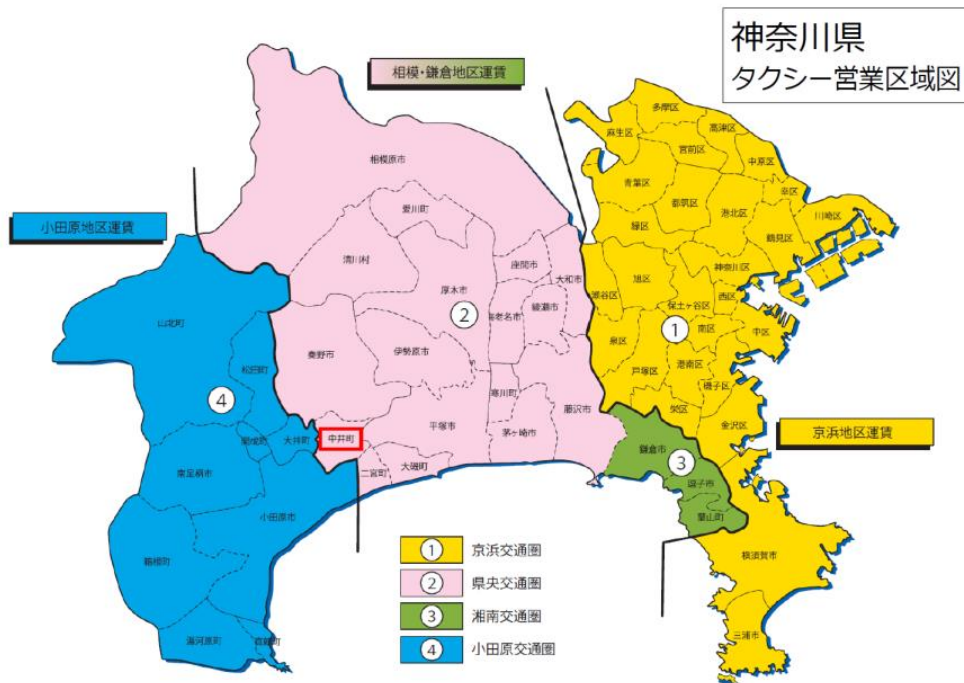 神奈川県
タクシー営業区域図
相模・鎌倉地区運賃
小田原地区運賃
京浜地区運賃
多摩区
麻生区
高津区
宮前区
中原区
幸区
川崎区
青葉区
都筑区
港北区
緑区
鶴見区
神奈川区
旭区
瀬谷区
保土ヶ谷区
西区
①
南区
中区
泉区
戸塚区
港南区
磯子区
栄区
金沢区
横須賀市
三浦市
相模原市
愛川町
清川村
厚木市
座間市
大和市
海老名市
綾瀬市
②
秦野市
伊勢原市
寒川町
藤沢市
平塚市
茅ヶ崎市
中井町
二宮町
大磯町
鎌倉市
③
逗子市
葉山町
山北町
松田町
④
開成町
大井町
南足柄市
小田原市
箱根町
湯河原町
真鶴町
① 京浜交通圏
② 県央交通圏
③ 湘南交通圏
④ 小田原交通圏